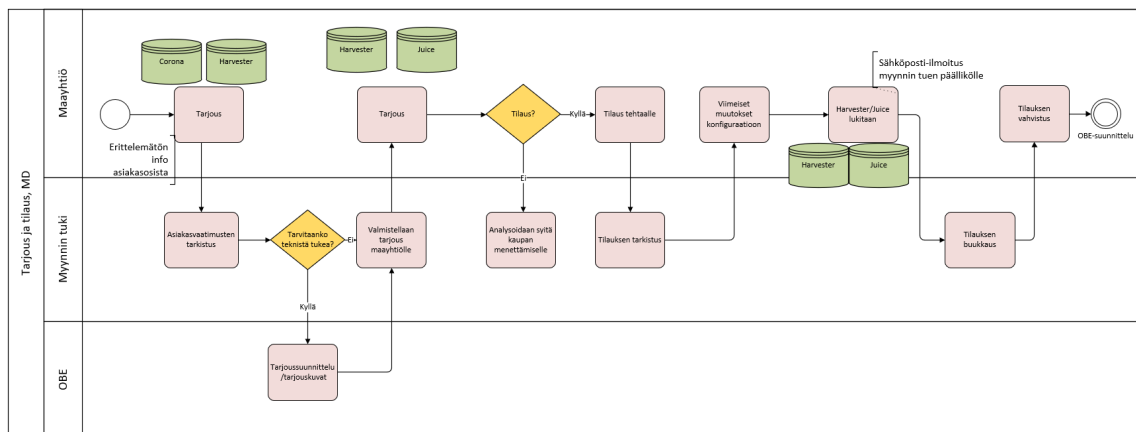 Tarjous ja tilaus, MD
Maayhtiö
Corona
Harvester
Tarjous
Erittelemätön
info
asiakasosista
Harvester
Juice
Tarjous
Tilaus?
Kyllä
Ei
Tilaus tehtaalle
Viimeiset
muutokset
konfiguraatioon
Sähköposti-ilmoitus
myynnin tuen päällikölle
Harvester/Juice
lukitaan
Harvester
Juice
Tilauksen
vahvistus
OBE-suunnittelu
Myynnin tuki
Asiakasvaatimusten
tarkistus
Tarvitaanko
teknistä tukea?
Ei
Kyllä
Valmistellaan
tarjous
maayhtiölle
Analysoidaan syitä
kaupan
menettämiselle
Tilauksen tarkistus
Tilauksen
buukkaus
OBE
Tarjoussuunnittelu
/tarjouskuvat